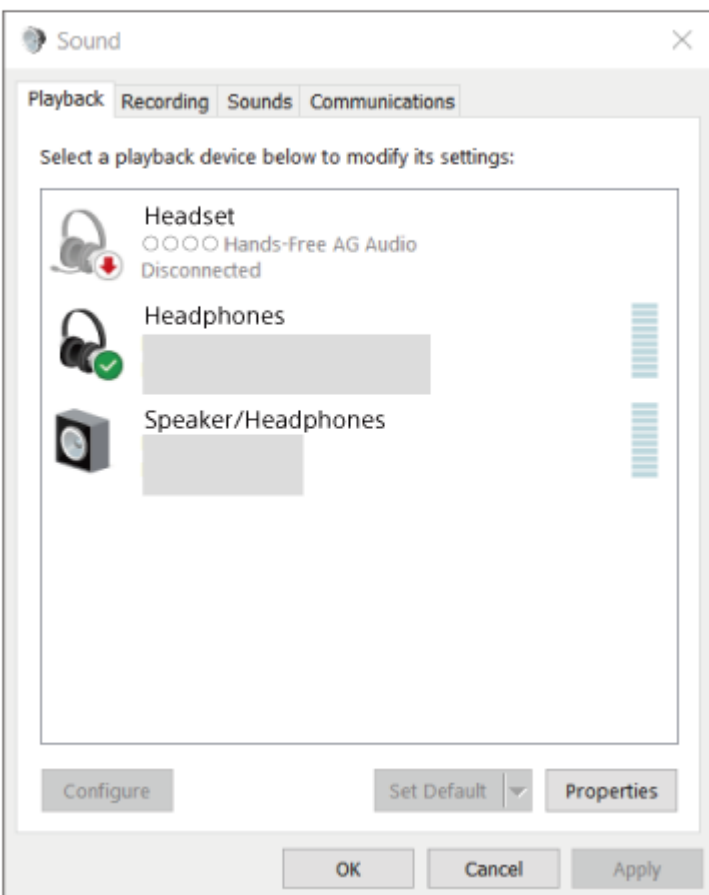 Sound
Playback Recording Sounds Communications
Select a playback device below to modify its settings:
Headset
○○○○ Hands-Free AG Audio
Disconnected
Headphones
Speaker/Headphones
Configure Set Default Properties
OK Cancel Apply